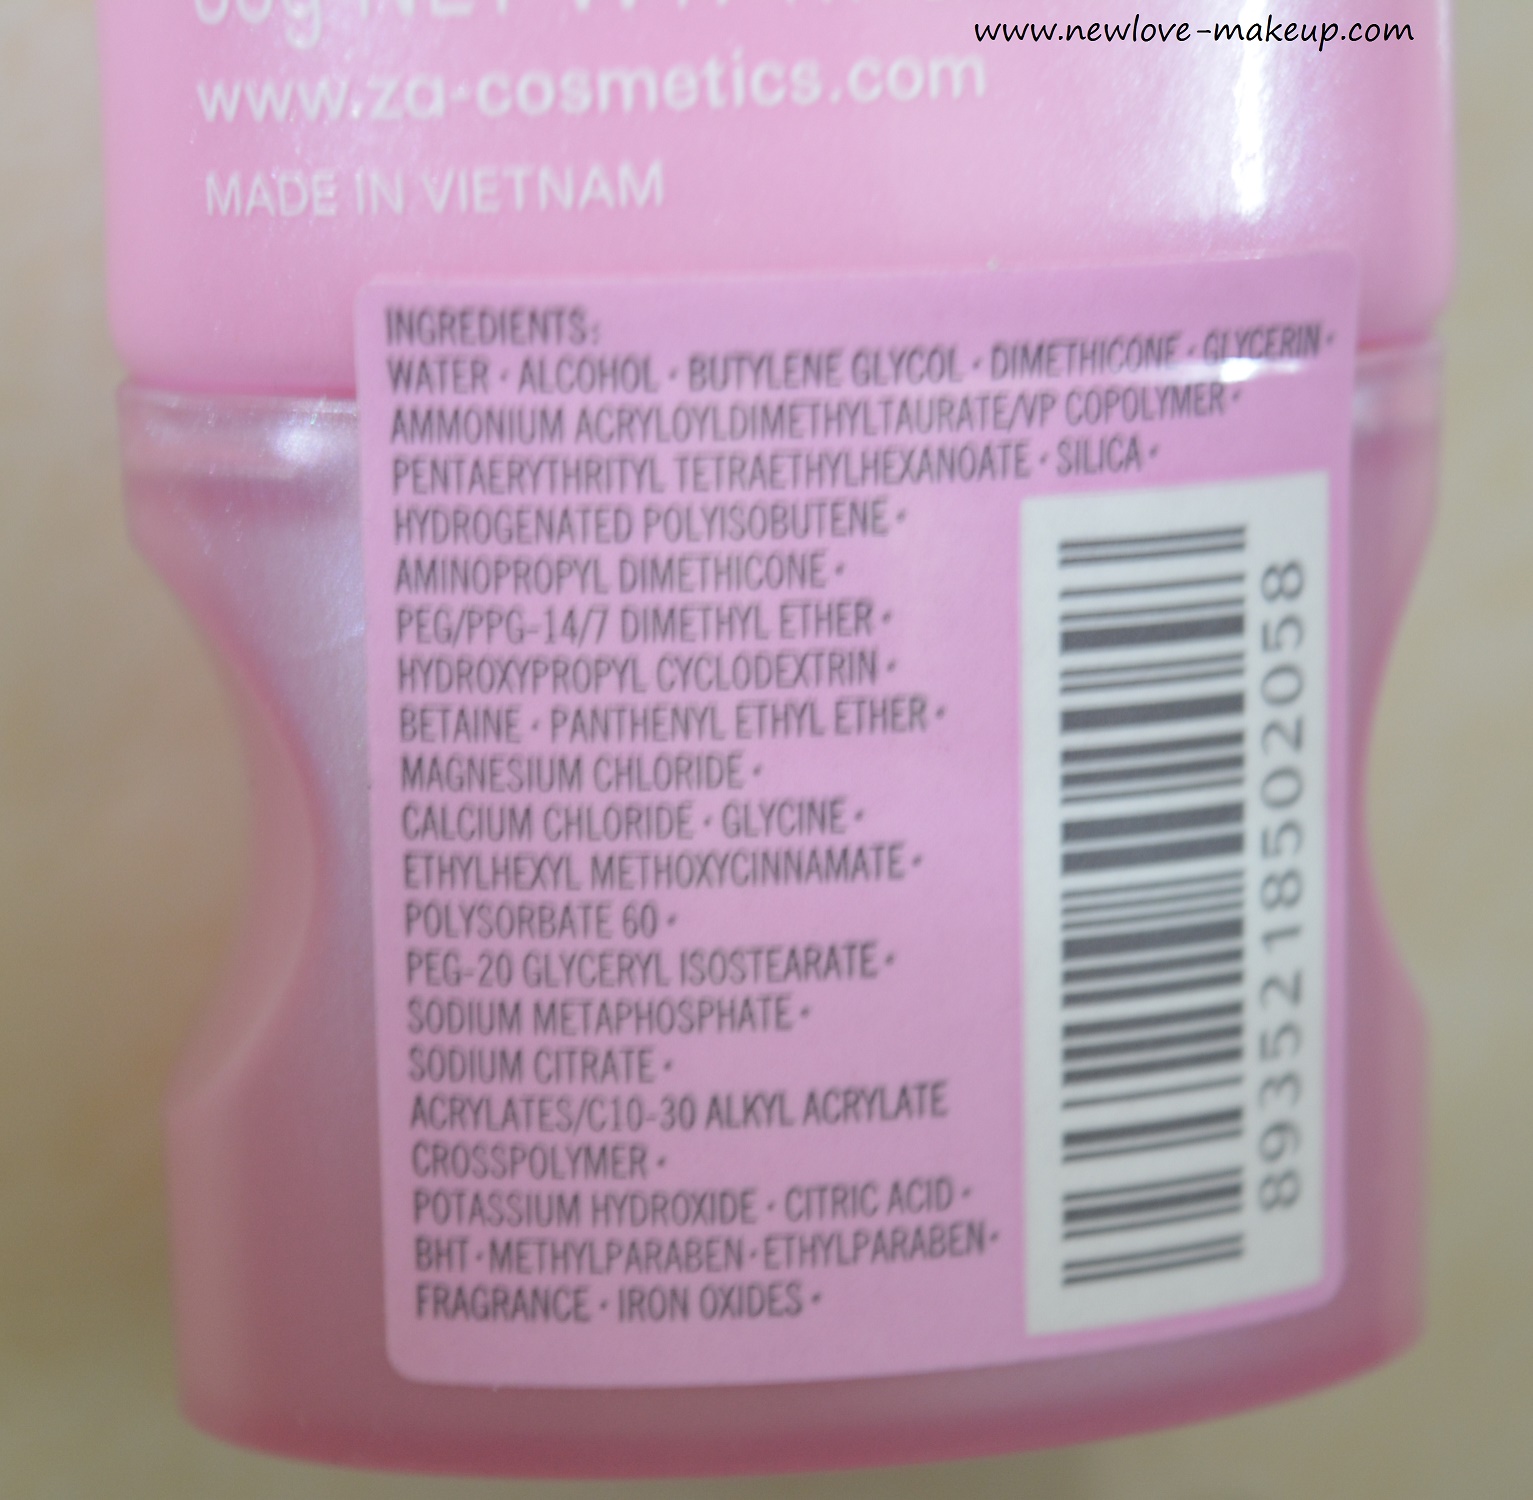 www.newlove-makeup.com
www.za-cosmetics.com
MADE IN VIETNAM
INGREDIENTS:
WATER · ALCOHOL · BUTYLENE GLYCOL · DIMETHICONE · GLYCERIN ·
AMMONIUM ACRYLOYLDIMETHYLTAURATE/VP COPOLYMER ·
PENTAERYTHRITYL TETRAETHYLHEXANOATE · SILICA ·
HYDROGENATED POLYISOBUTENE ·
AMINOPROPYL DIMETHICONE ·
PEG/PPG-14/7 DIMETHYL ETHER ·
HYDROXYPROPYL CYCLODEXTRIN ·
BETAINE · PANTHENYL ETHYL ETHER ·
MAGNESIUM CHLORIDE ·
CALCIUM CHLORIDE · GLYCINE ·
ETHYLHEXYL METHOXYCINNAMATE ·
POLYSORBATE 60 ·
PEG-20 GLYCERYL ISOSTEARATE ·
SODIUM METAPHOSPHATE ·
SODIUM CITRATE ·
ACRYLATES/C10-30 ALKYL ACRYLATE
CROSSPOLYMER ·
POTASSIUM HYDROXIDE · CITRIC ACID ·
BHT · METHYLPARABEN · ETHYLPARABEN ·
FRAGRANCE · IRON OXIDES ·
8935218502058